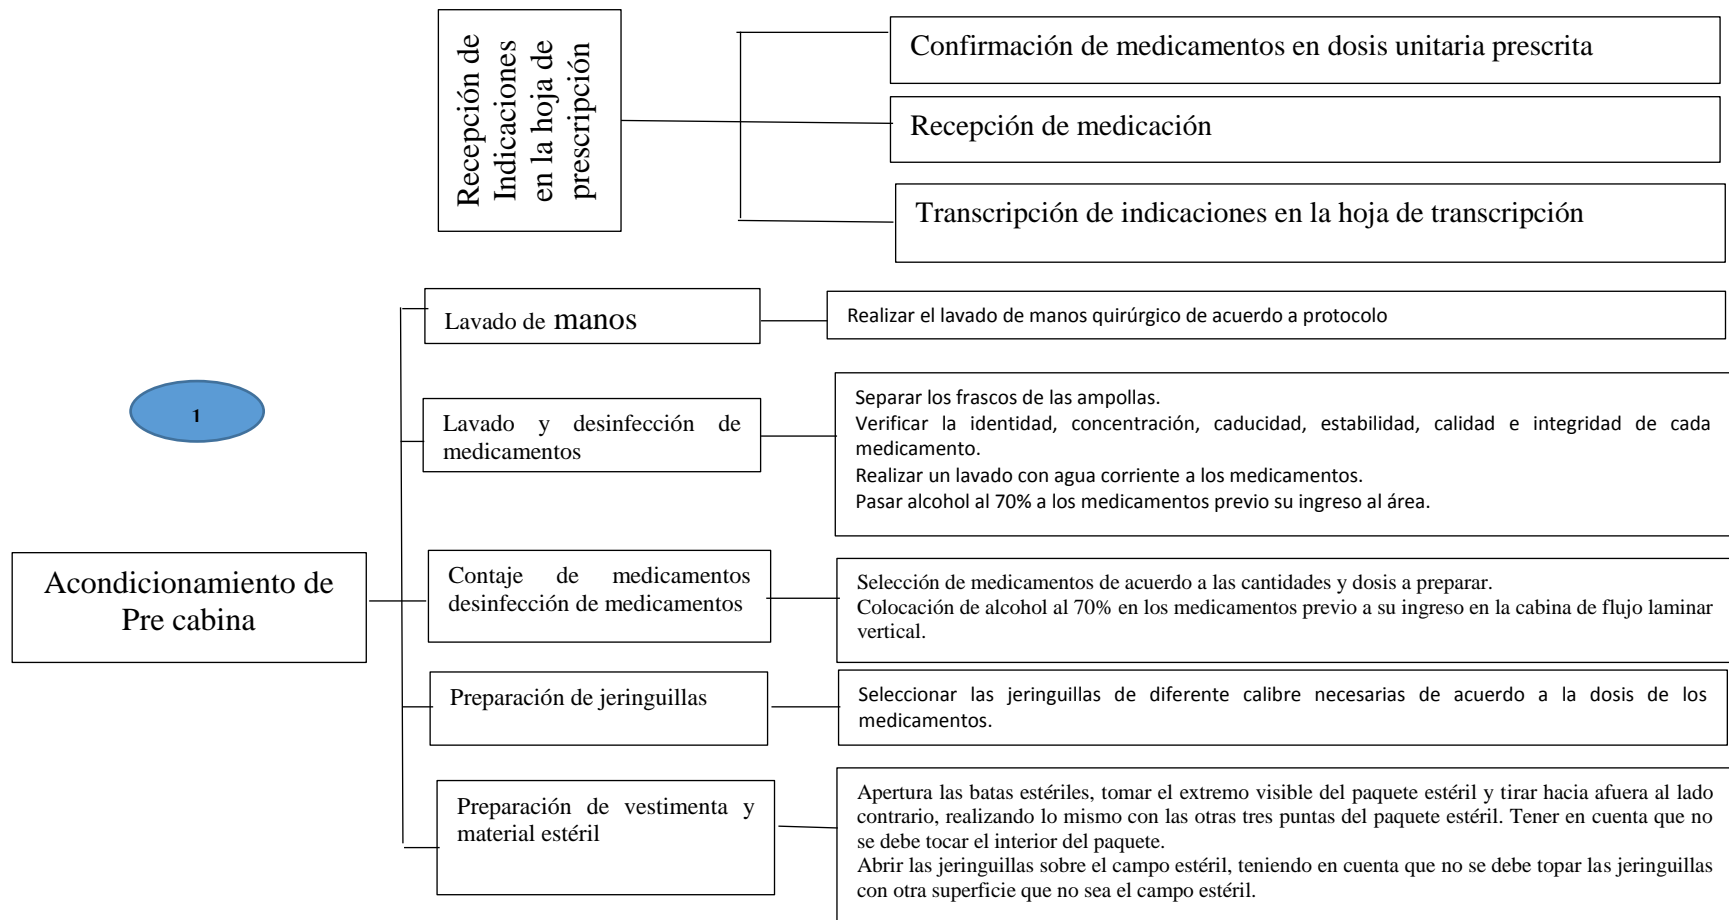 Recepción de
Indicaciones
en la hoja de
prescripción
Confirmación de medicamentos en dosis unitaria prescrita
Recepción de medicación
Transcripción de indicaciones en la hoja de transcripción
Lavado de manos
Realizar el lavado de manos quirúrgico de acuerdo a protocolo
1
Lavado y desinfección de
medicamentos
Separar los frascos de las ampollas.
Verificar la identidad, concentración, caducidad, estabilidad, calidad e integridad de cada
medicamento.
Realizar un lavado con agua corriente a los medicamentos.
Pasar alcohol al 70% a los medicamentos previo su ingreso al área.
Acondicionamiento de
Pre cabina
Contaje de medicamentos
desinfección de medicamentos
Selección de medicamentos de acuerdo a las cantidades y dosis a preparar.
Colocación de alcohol al 70% en los medicamentos previo a su ingreso en la cabina de flujo laminar
vertical.
Preparación de jeringuillas
Seleccionar las jeringuillas de diferente calibre necesarias de acuerdo a la dosis de los
medicamentos.
Preparación de vestimenta y
material estéril
Apertura las batas estériles, tomar el extremo visible del paquete estéril y tirar hacia afuera al lado
contrario, realizando lo mismo con las otras tres puntas del paquete estéril. Tener en cuenta que no
se debe tocar el interior del paquete.
Abrir las jeringuillas sobre el campo estéril, teniendo en cuenta que no se debe topar las jeringuillas
con otra superficie que no sea el campo estéril.